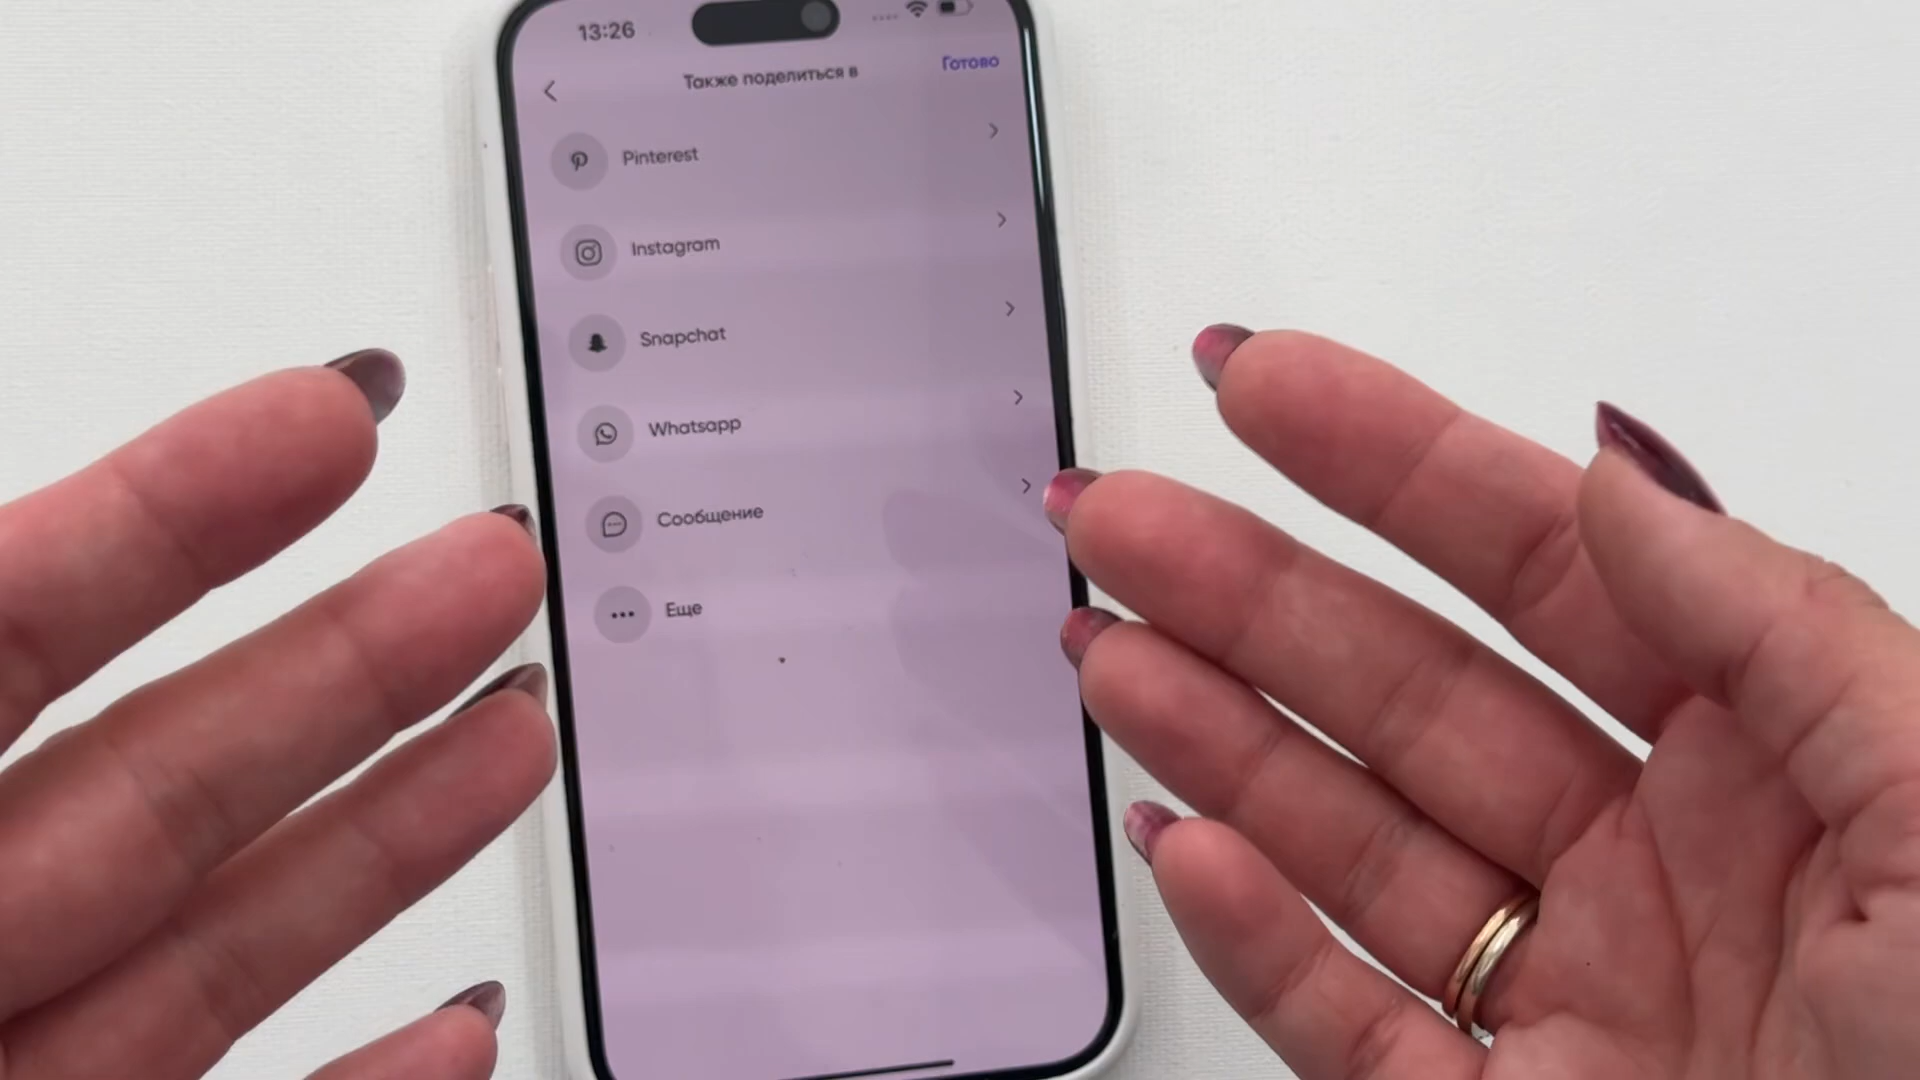 13:26
Также поделиться в
Готово
Pinterest
Instagram
Snapchat
Whatsapp
Сообщение
Еще